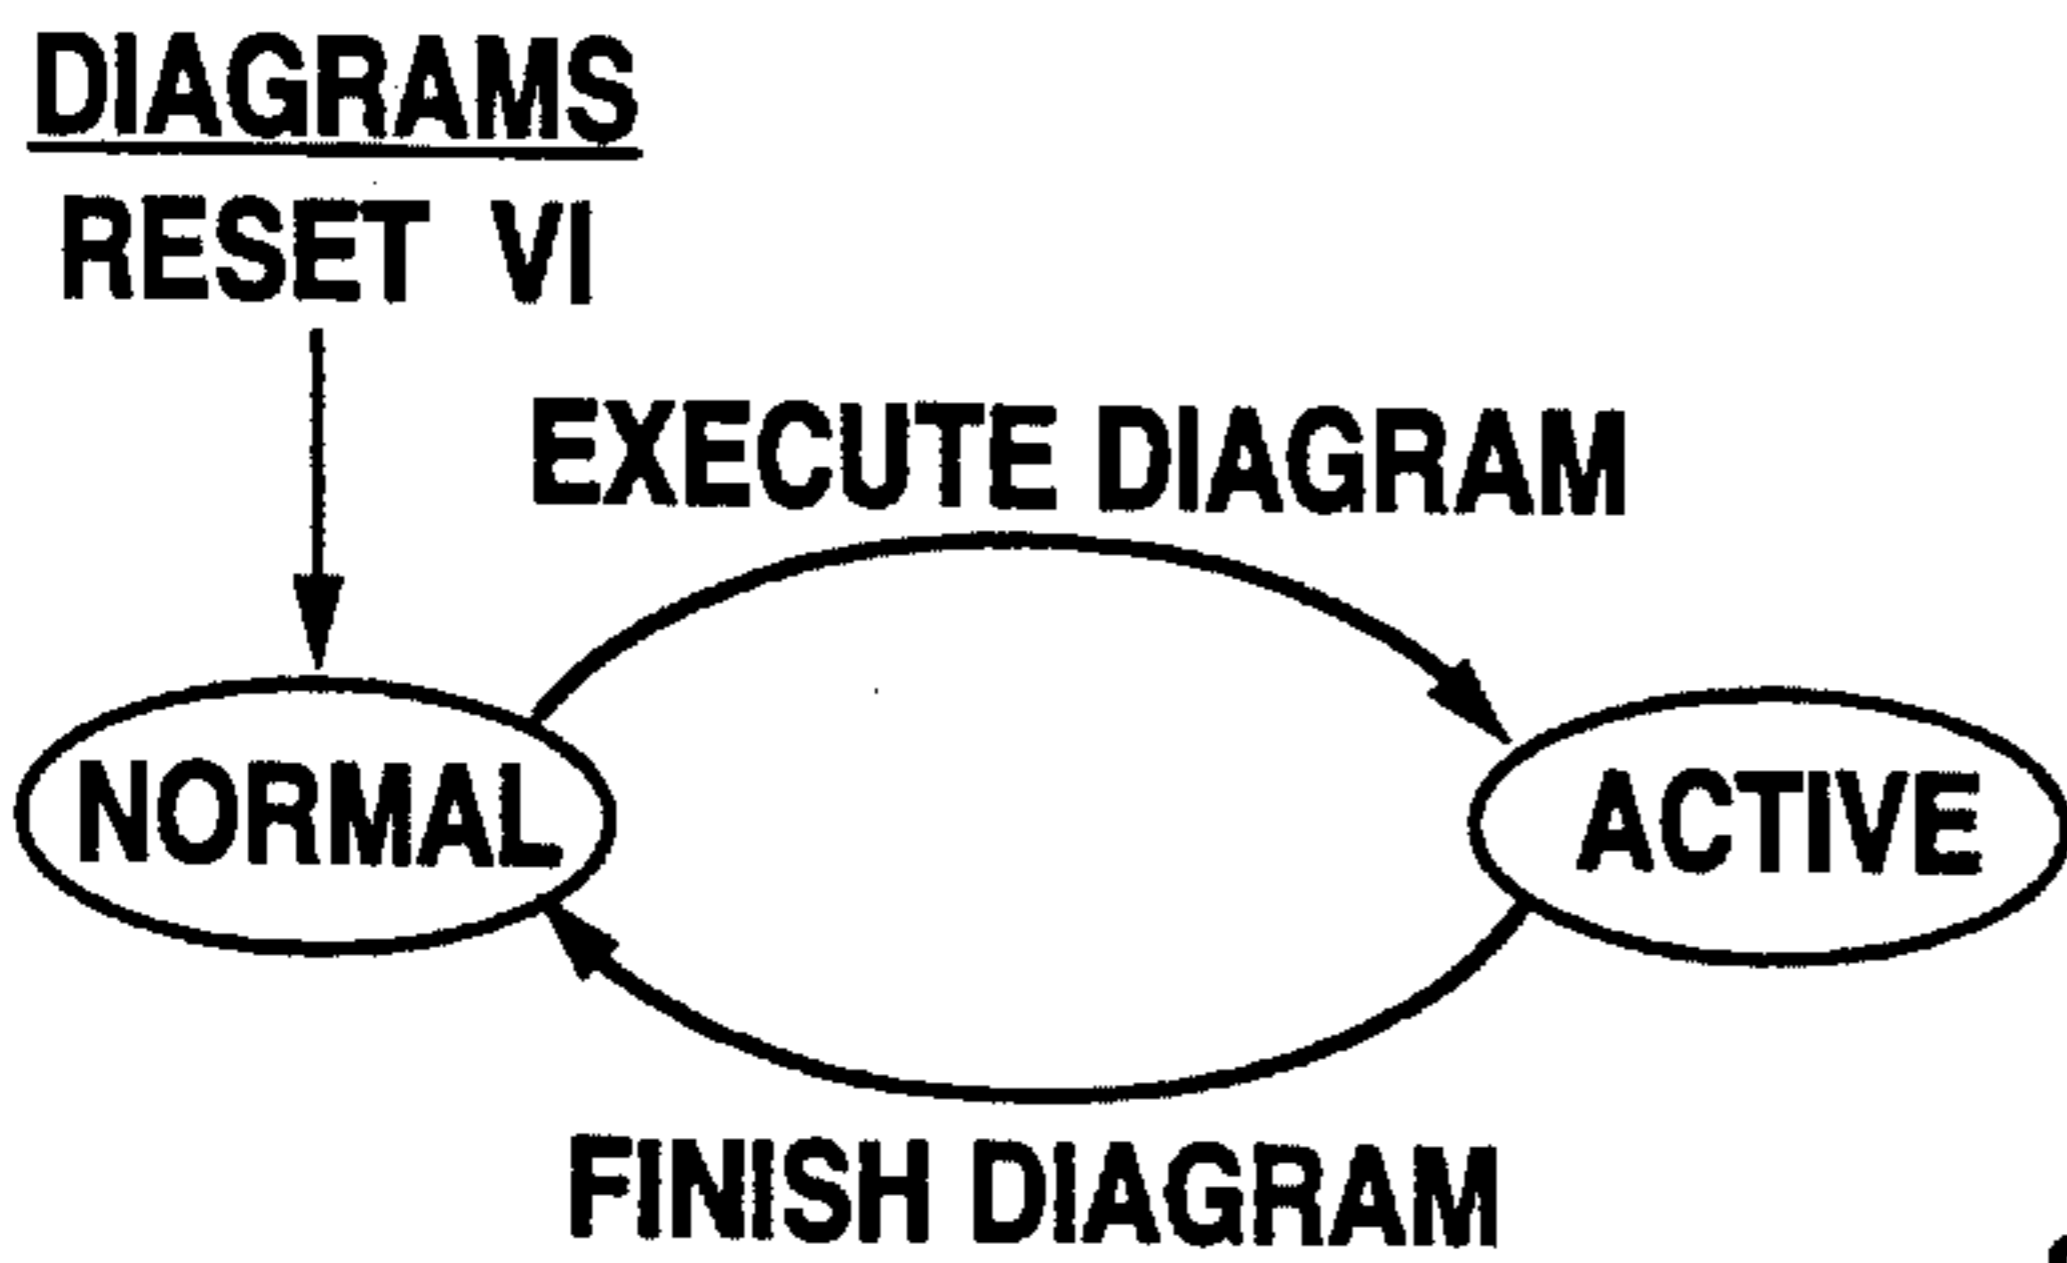 DIAGRAMS
RESET VI
EXECUTE DIAGRAM
NORMAL
ACTIVE
FINISH DIAGRAM